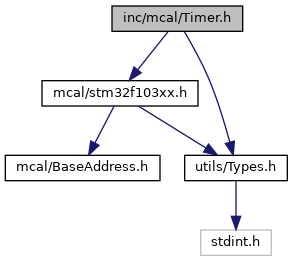 inc/mcal/Timer.h
mcal/stm32f103xx.h
mcal/BaseAddress.h
utils/Types.h
stdint.h